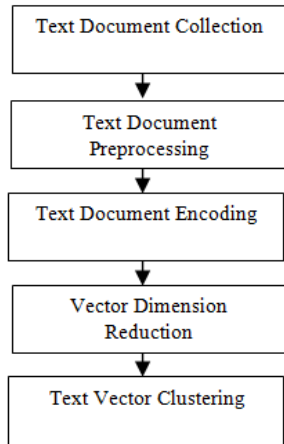 Text Document Collection
Text Document
Preprocessing
Text Document Encoding
Vector Dimension
Reduction
Text Vector Clustering